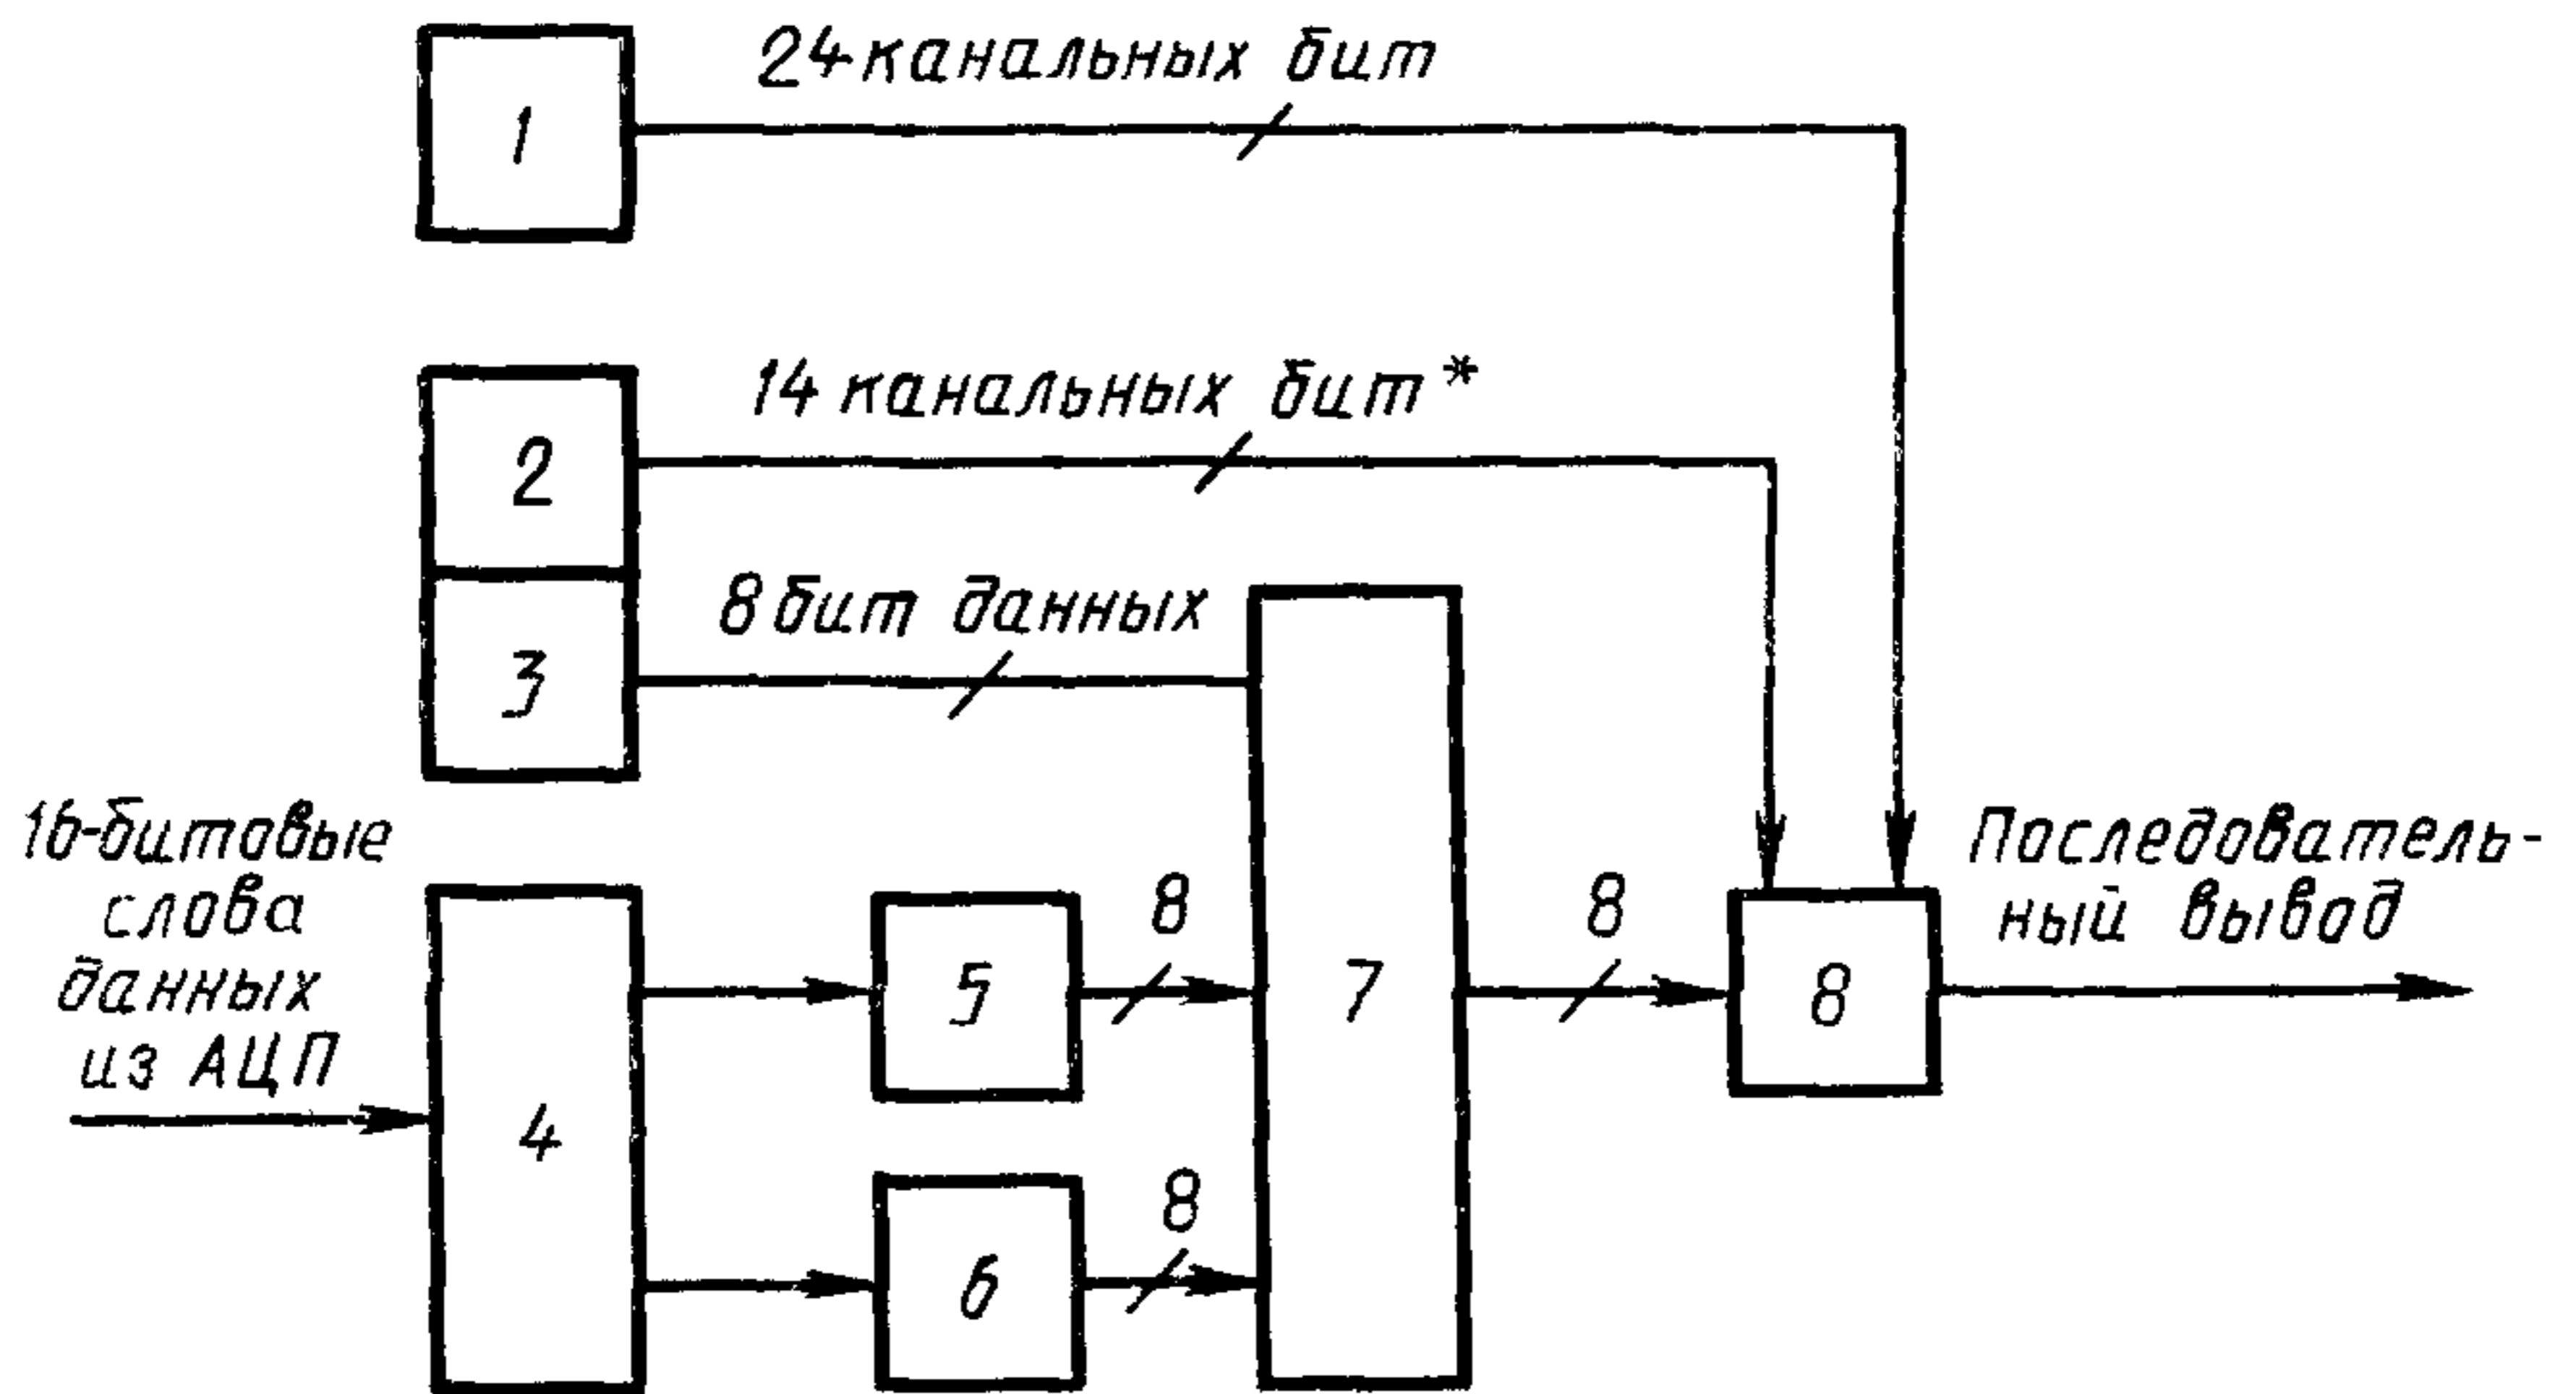 24 канальных бит
1
14 канальных бит*
2
8 бит данных
3
16-битовые
слова
данных
из АЦП
4
5
8
6
8
7
8
8
Последователь-
ный вывод